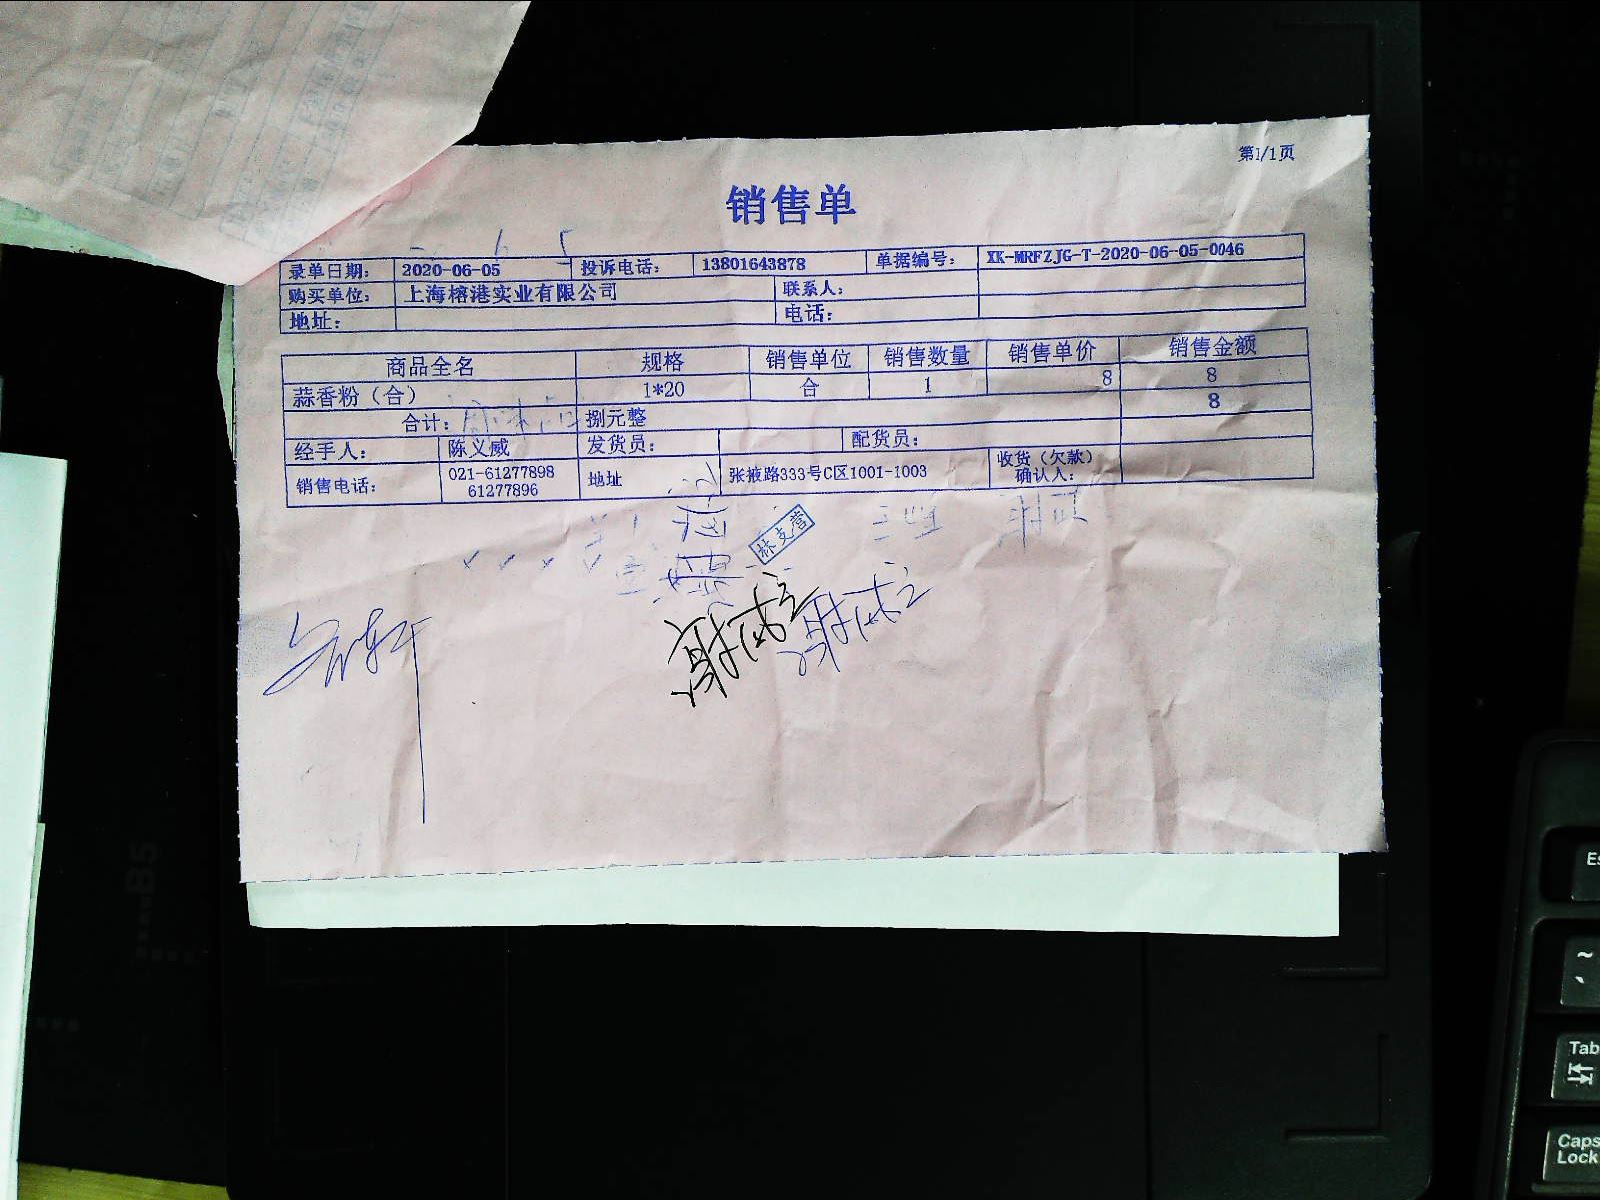 第1/1页
销售单
录单日期： 2020-06-05 投诉电话： 13801643878 单据编号： XK-MRFZJG-T-2020-06-05-0046
购买单位： 上海榕港实业有限公司 联系人：
地址： 电话：
商品全名 规格 销售单位 销售数量 销售单价 销售金额
蒜香粉（合） 1*20 合 1 8 8
合计： 捌元整 8
经手人： 陈义威 发货员： 配货员：
销售电话： 021-61277898 61277896 地址 张掖路333号C区1001-1003 收货（欠款）确认人：
林支营
B5
Es
~
Tab
Caps
Lock